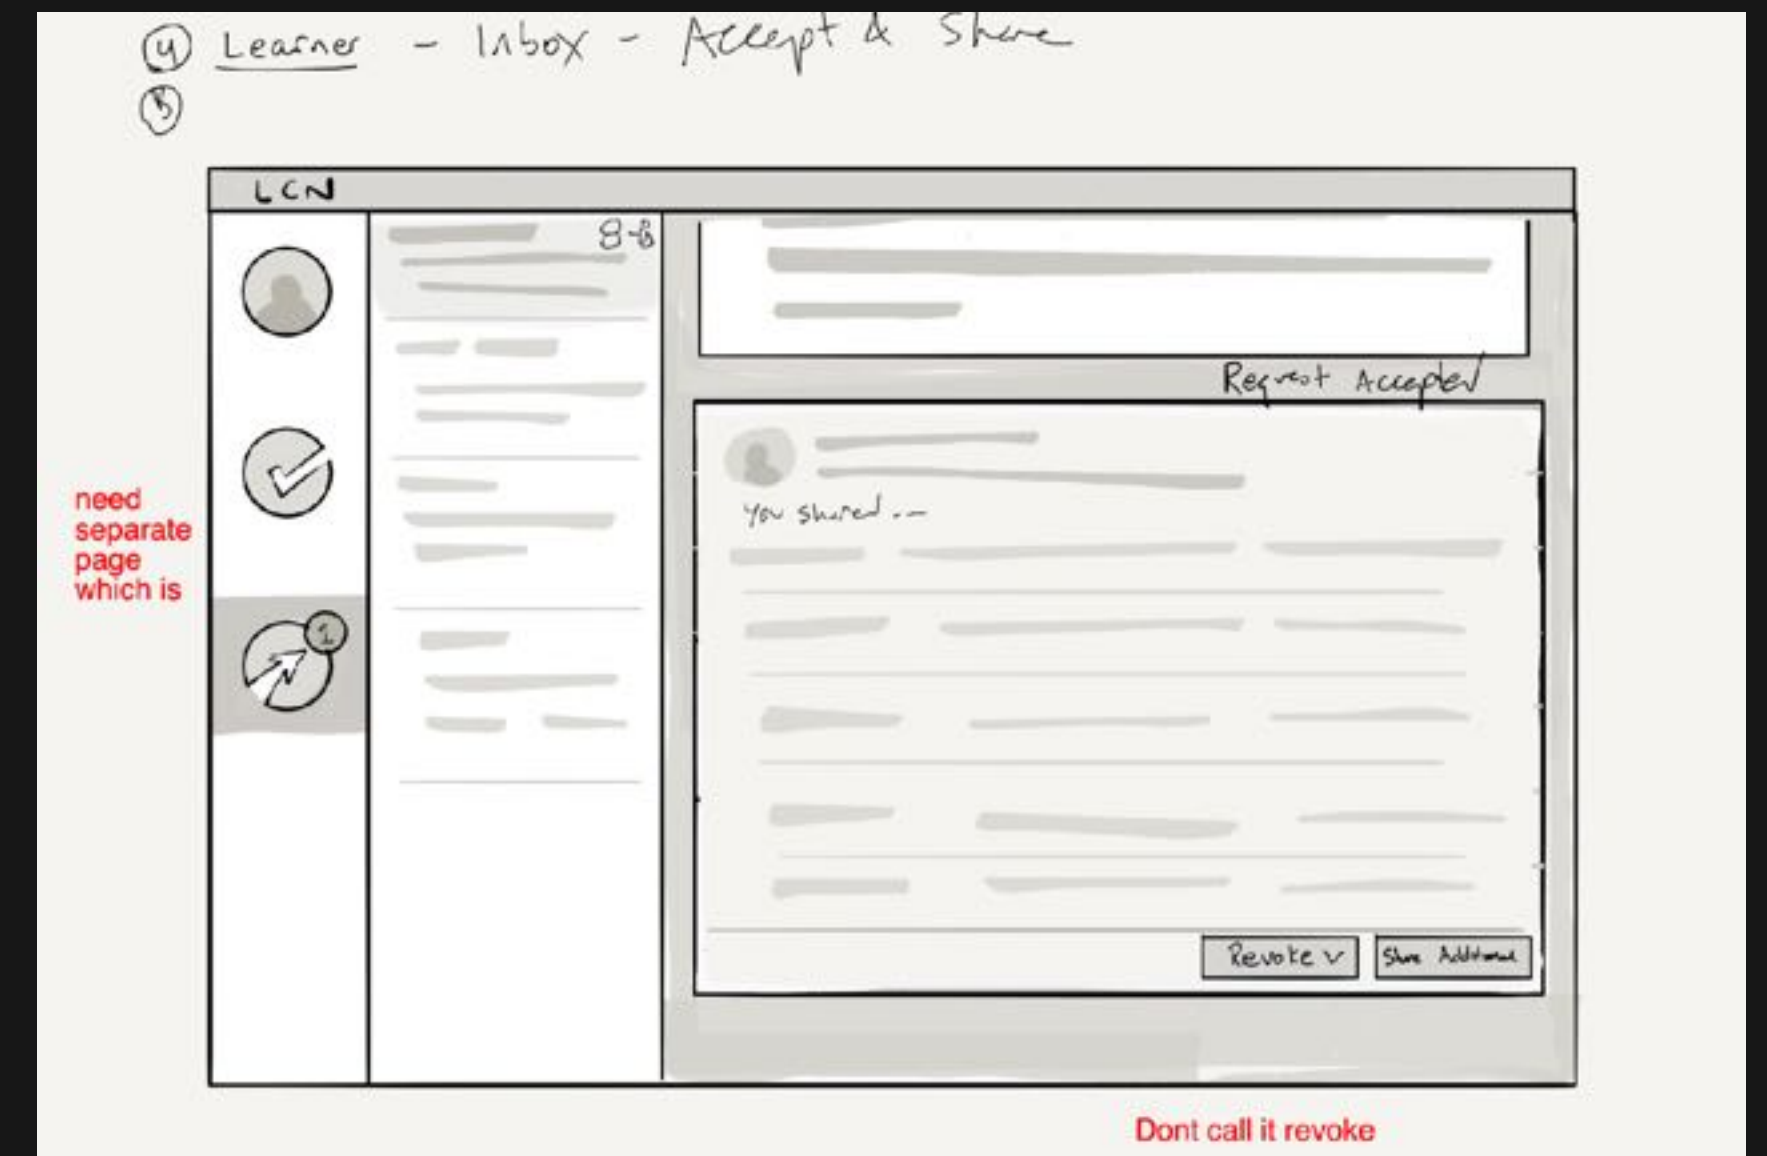 4 Learner - Inbox - Accept & Share
5
LCN
Request Accepted
need
separate
page
which is
1
You shared..-
Revoke v
Share Additional
Dont call it revoke